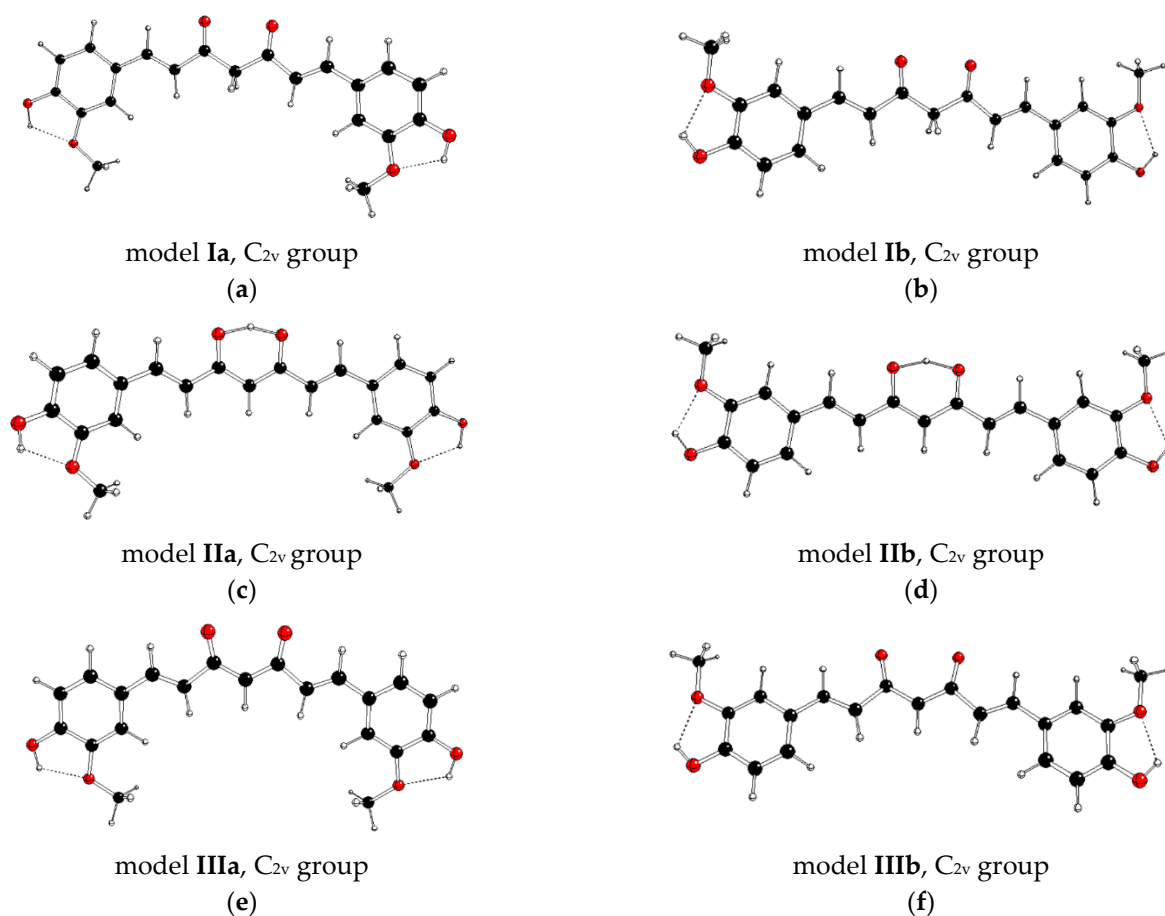 model Ia, C2v group
(a)
model Ib, C2v group
(b)
model IIa, C2v group
(c)
model IIb, C2v group
(d)
model IIIa, C2v group
(e)
model IIIb, C2v group
(f)